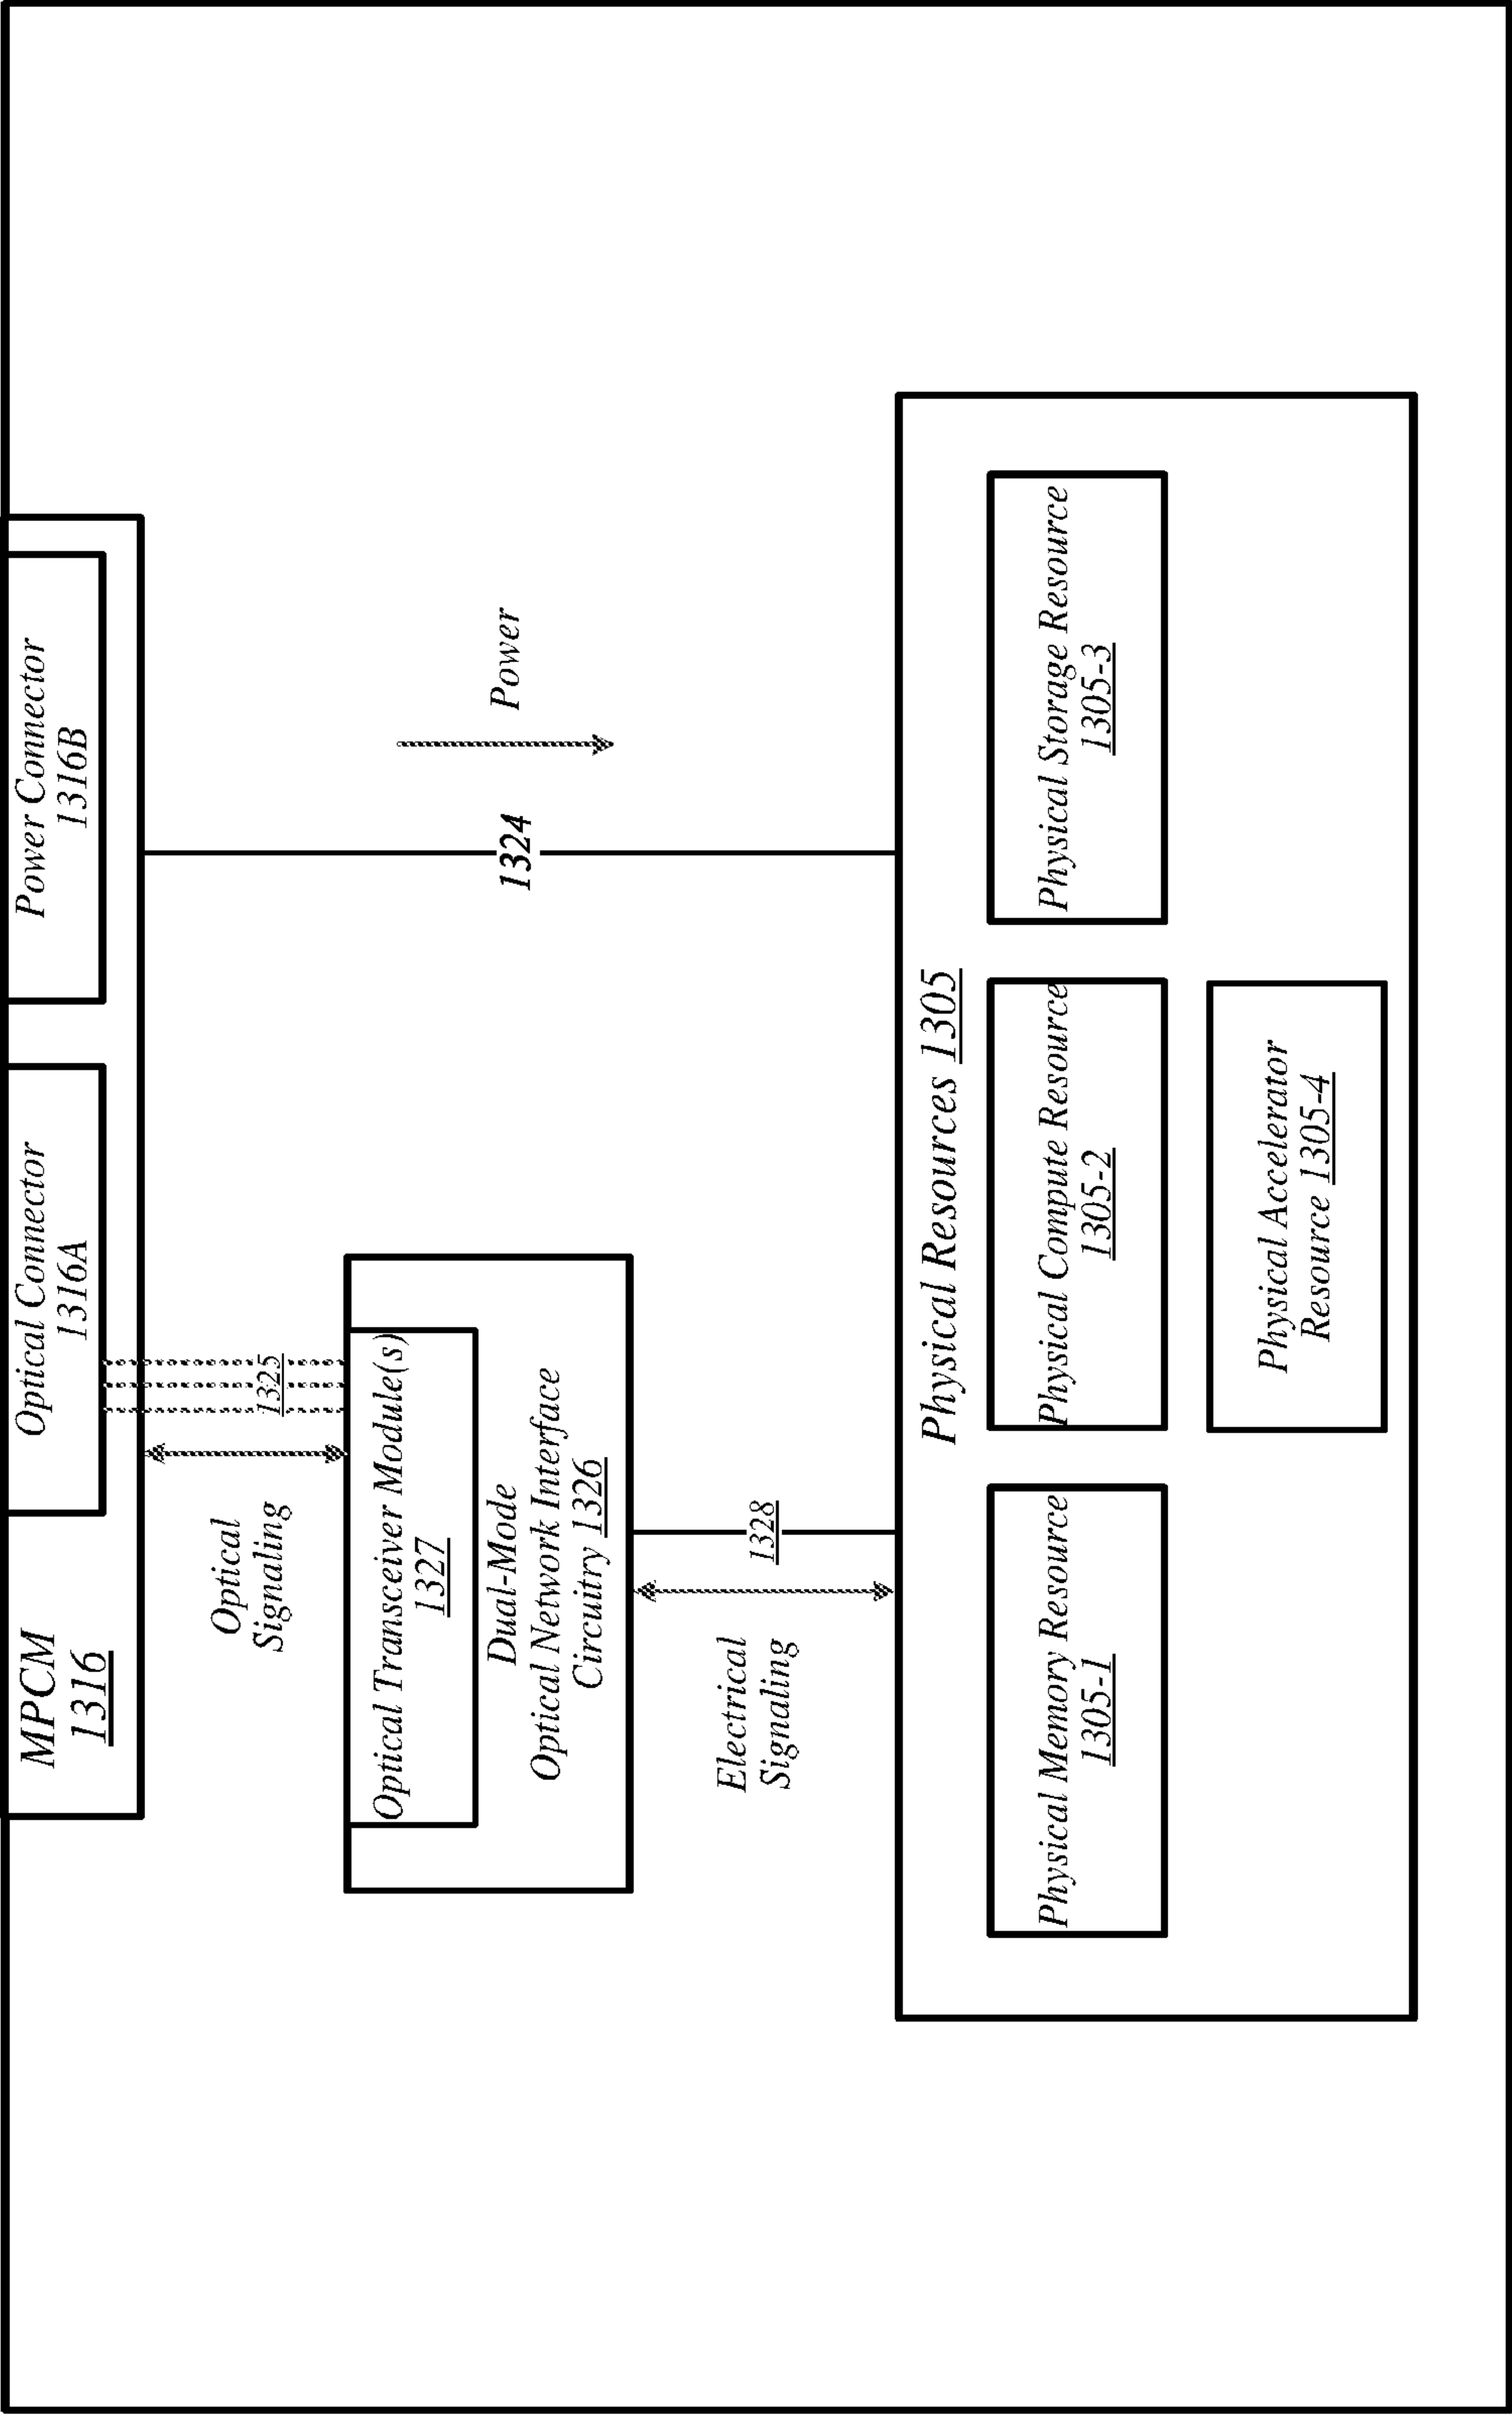 MPCM
1316
Optical Connector
1316A
Power Connector
1316B
Optical
Signaling
1325
Optical Transceiver Module(s)
1327
Dual-Mode
Optical Network Interface
Circuitry 1326
1324
Power
Electrical
Signaling
1328
Physical Resources 1305
Physical Memory Resource
1305-1
Physical Compute Resource
1305-2
Physical Storage Resource
1305-3
Physical Accelerator
Resource 1305-4